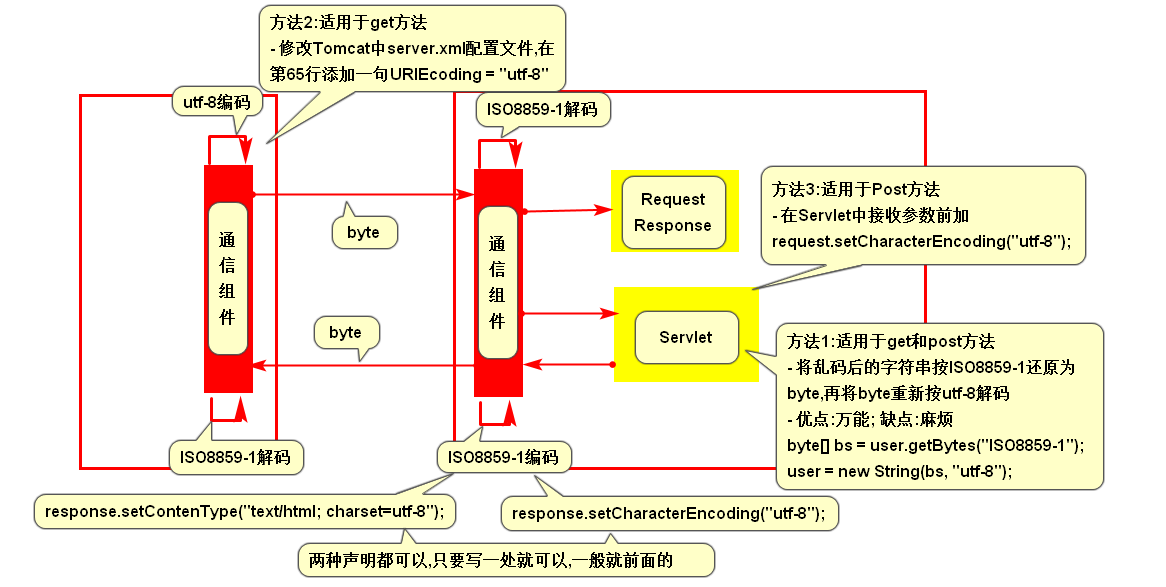 方法2:适用于get方法
- 修改Tomcat中server.xml配置文件,在
第65行添加一句URIEcoding = "utf-8"
utf-8编码
ISO8859-1解码
通信组件
byte
byte
通信组件
Request
Response
Servlet
方法3:适用于Post方法
- 在Servlet中接收参数前加
request.setCharacterEncoding("utf-8");
方法1:适用于get和post方法
- 将乱码后的字符串按ISO8859-1还原为
byte,再将byte重新按utf-8解码
- 优点:万能; 缺点:麻烦
byte[] bs = user.getBytes("ISO8859-1");
user = new String(bs, "utf-8");
ISO8859-1解码
ISO8859-1编码
response.setContenType("text/html; charset=utf-8");
response.setCharacterEncoding("utf-8");
两种声明都可以,只要写一处就可以,一般就前面的